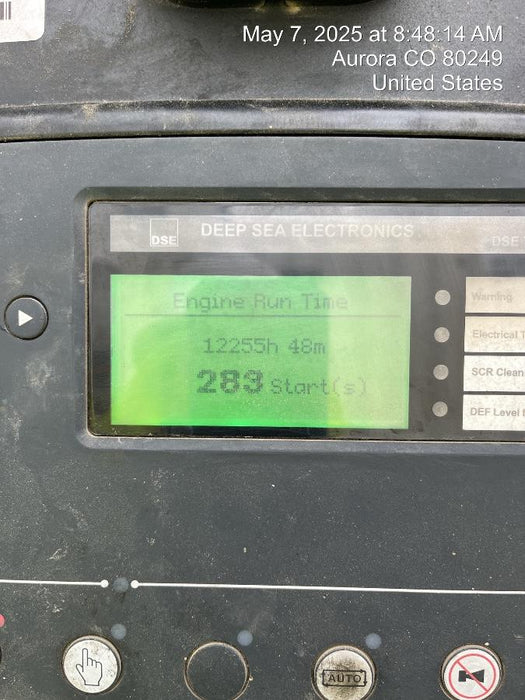 May 7, 2025 at 8:48:14 AM
Aurora CO 80249
United States
DSE
DEEP SEA ELECTRONICS
DSE
Engine Run Time
12255h 48m
283 Start(s)
Warning
Electrical T
SCR Clean
DEF Level
AUTO